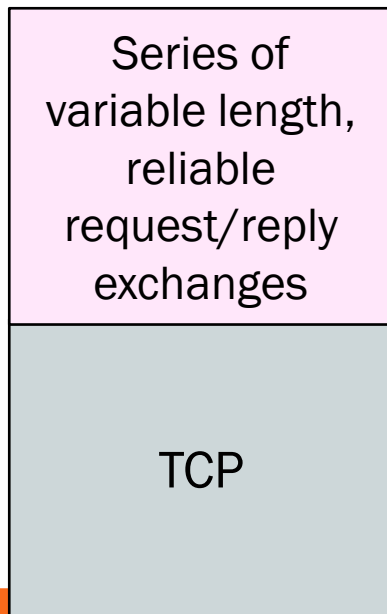 Series of
variable length,
reliable
request/reply
exchanges
TCP